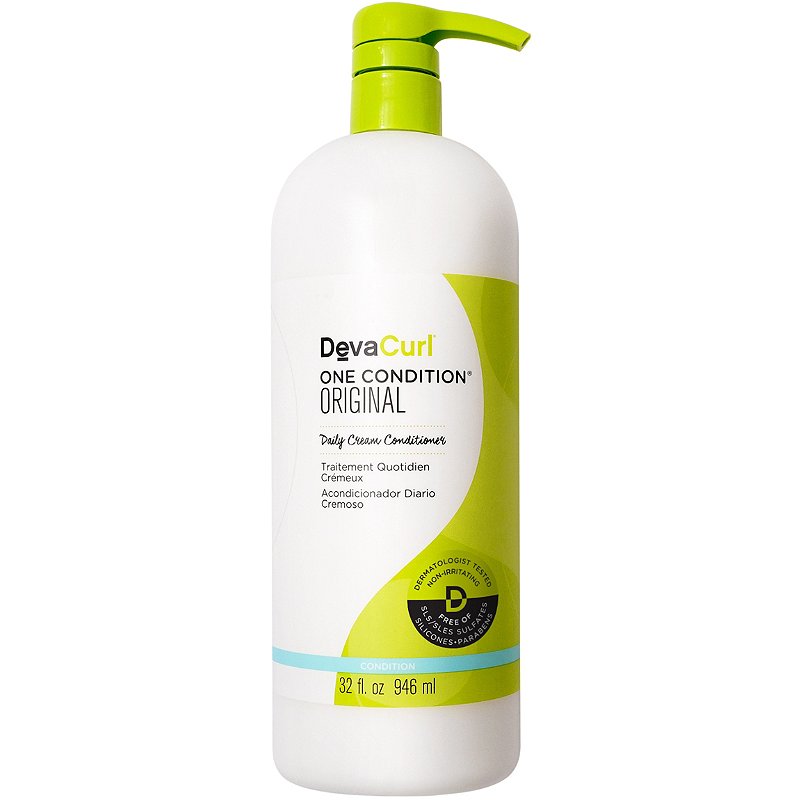 DevaCurl®
ONE CONDITION®
ORIGINAL
Daily Cream Conditioner
Traitement Quotidien
Crémeux
Acondicionador Diario
Cremoso
DERMATOLOGIST TESTED
NON-IRRITATING
D
FREE OF
SLS/SLES SULFATES
SILICONES•PARABENS
CONDITION
32 fl. oz 946 ml